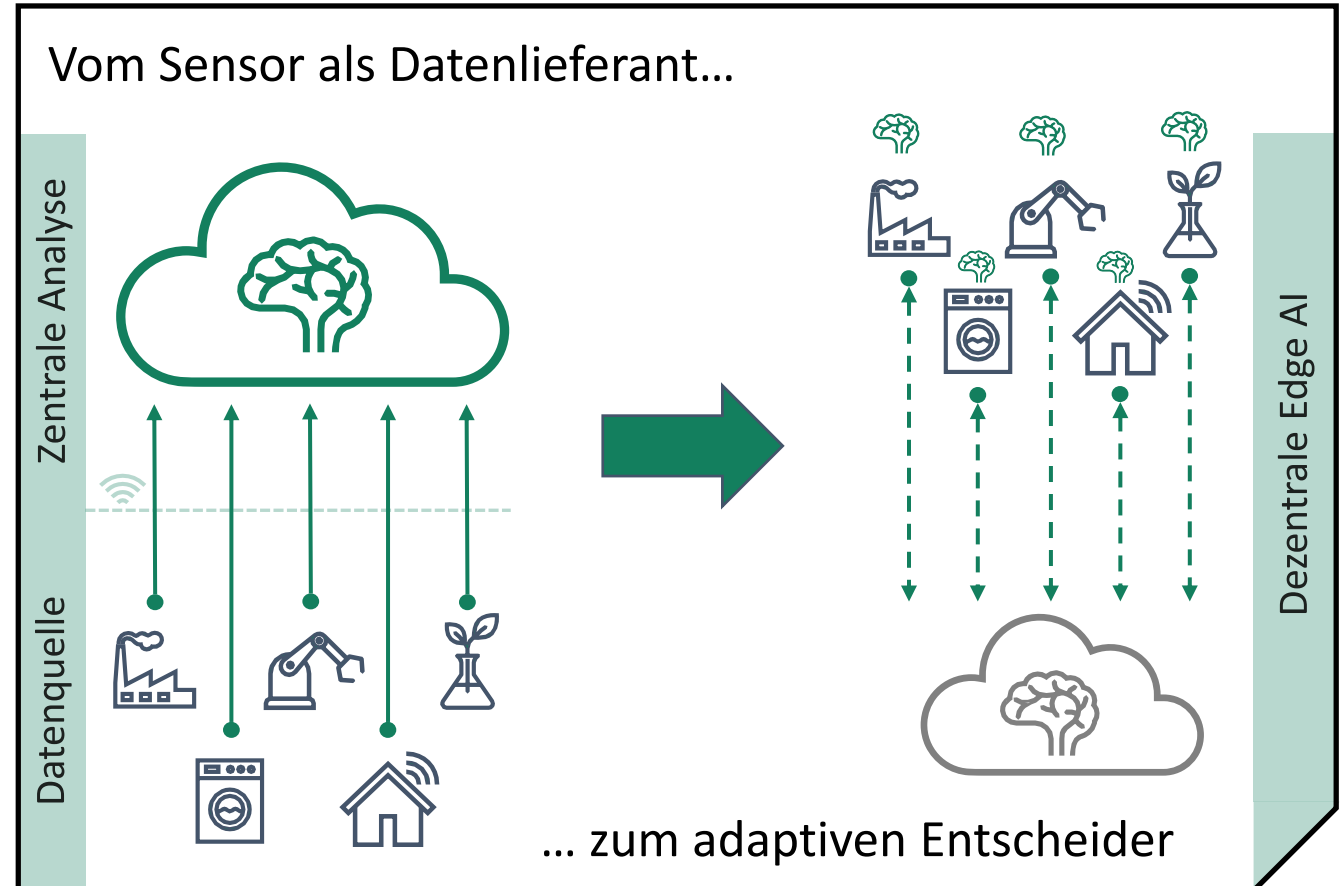 Vom Sensor als Datenlieferant...
Zentrale Analyse
Datenquelle
Dezentrale Edge AI
... zum adaptiven Entscheider